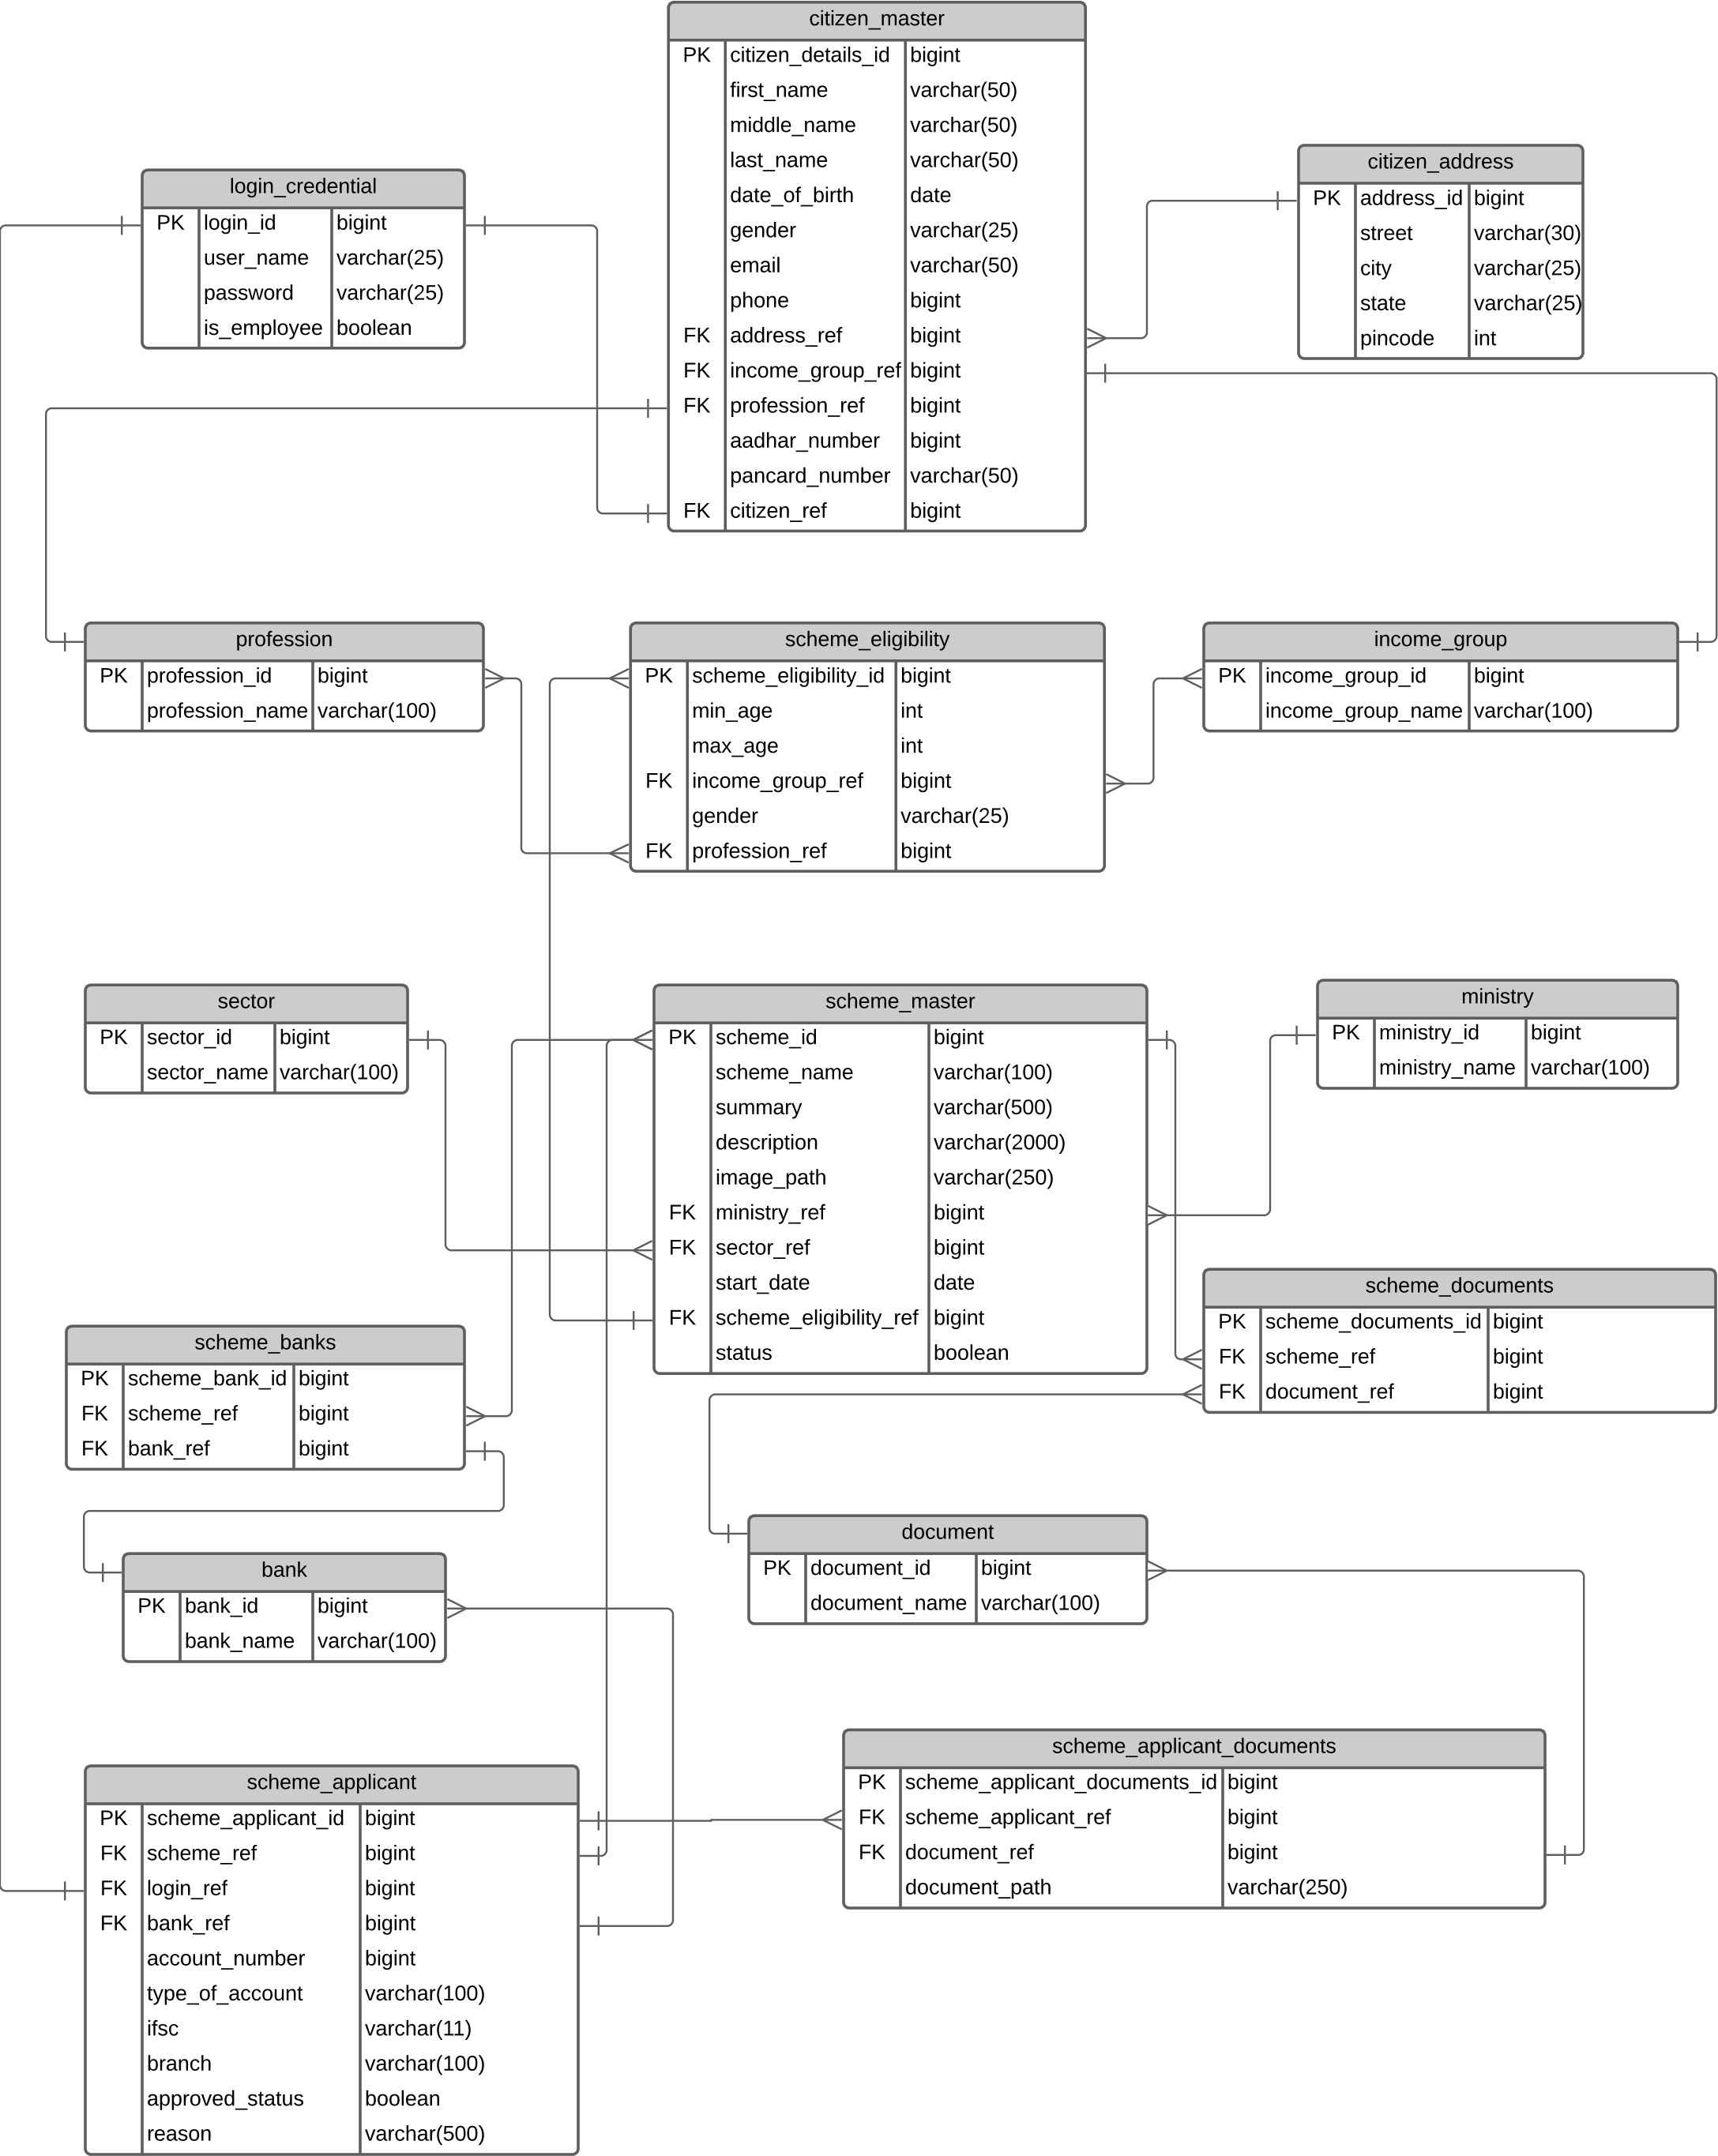 citizen_master
PK citizen_details_id bigint
first_name varchar(50)
middle_name varchar(50)
last_name varchar(50)
date_of_birth date
gender varchar(25)
email varchar(50)
phone bigint
FK address_ref bigint
FK income_group_ref bigint
FK profession_ref bigint
aadhar_number bigint
pancard_number varchar(50)
FK citizen_ref bigint
citizen_address
PK address_id bigint
street varchar(30)
city varchar(25)
state varchar(25)
pincode int
login_credential
PK login_id bigint
user_name varchar(25)
password varchar(25)
is_employee boolean
profession
PK profession_id bigint
profession_name varchar(100)
scheme_eligibility
PK scheme_eligibility_id bigint
min_age int
max_age int
FK income_group_ref bigint
gender varchar(25)
FK profession_ref bigint
income_group
PK income_group_id bigint
income_group_name varchar(100)
sector
PK sector_id bigint
sector_name varchar(100)
scheme_master
PK scheme_id bigint
scheme_name varchar(100)
summary varchar(500)
description varchar(2000)
image_path varchar(250)
FK ministry_ref bigint
FK sector_ref bigint
start_date date
FK scheme_eligibility_ref bigint
status boolean
ministry
PK ministry_id bigint
ministry_name varchar(100)
scheme_documents
PK scheme_documents_id bigint
FK scheme_ref bigint
FK document_ref bigint
scheme_banks
PK scheme_bank_id bigint
FK scheme_ref bigint
FK bank_ref bigint
bank
PK bank_id bigint
bank_name varchar(100)
document
PK document_id bigint
document_name varchar(100)
scheme_applicant_documents
PK scheme_applicant_documents_id bigint
FK scheme_applicant_ref bigint
FK document_ref bigint
document_path varchar(250)
scheme_applicant
PK scheme_applicant_id bigint
FK scheme_ref bigint
FK login_ref bigint
FK bank_ref bigint
account_number bigint
type_of_account varchar(100)
ifsc varchar(11)
branch varchar(100)
approved_status boolean
reason varchar(500)